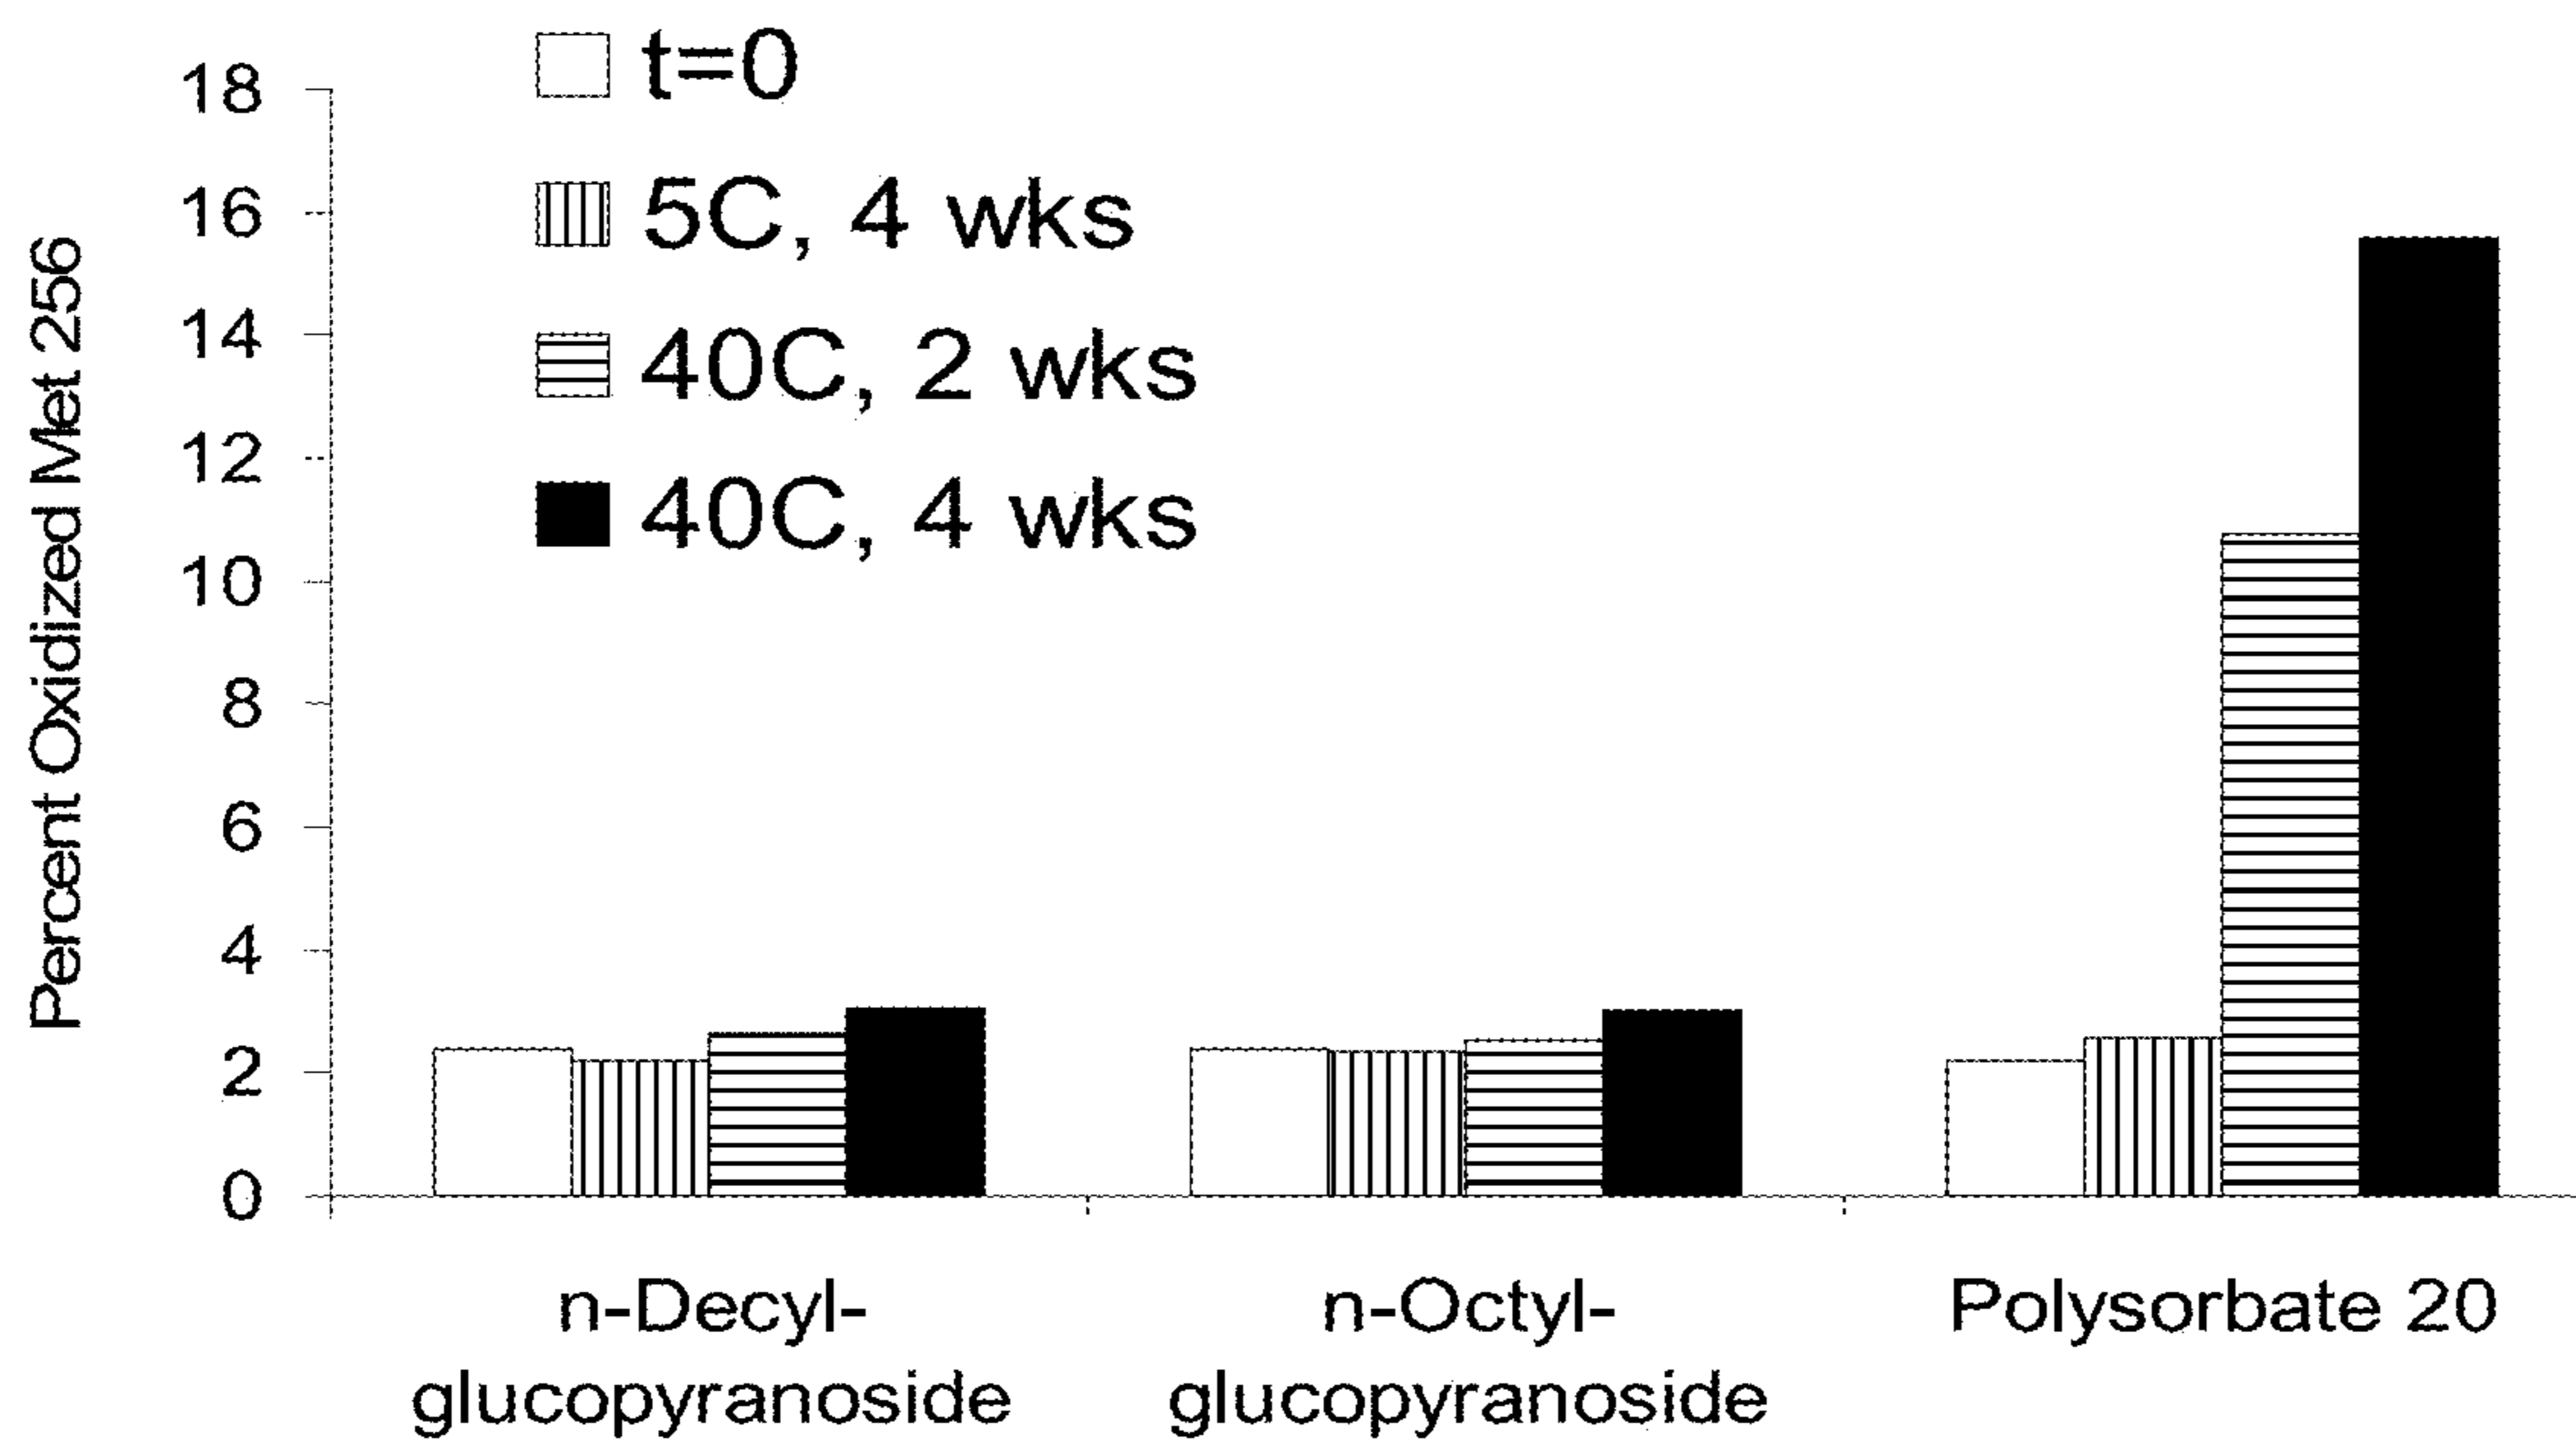 t=0
5C, 4 wks
40C, 2 wks
40C, 4 wks
Percent Oxidized Met 256
18
16
14
12
10
8
6
4
2
0
n-Decyl-
glucopyranoside
n-Octyl-
glucopyranoside
Polysorbate 20